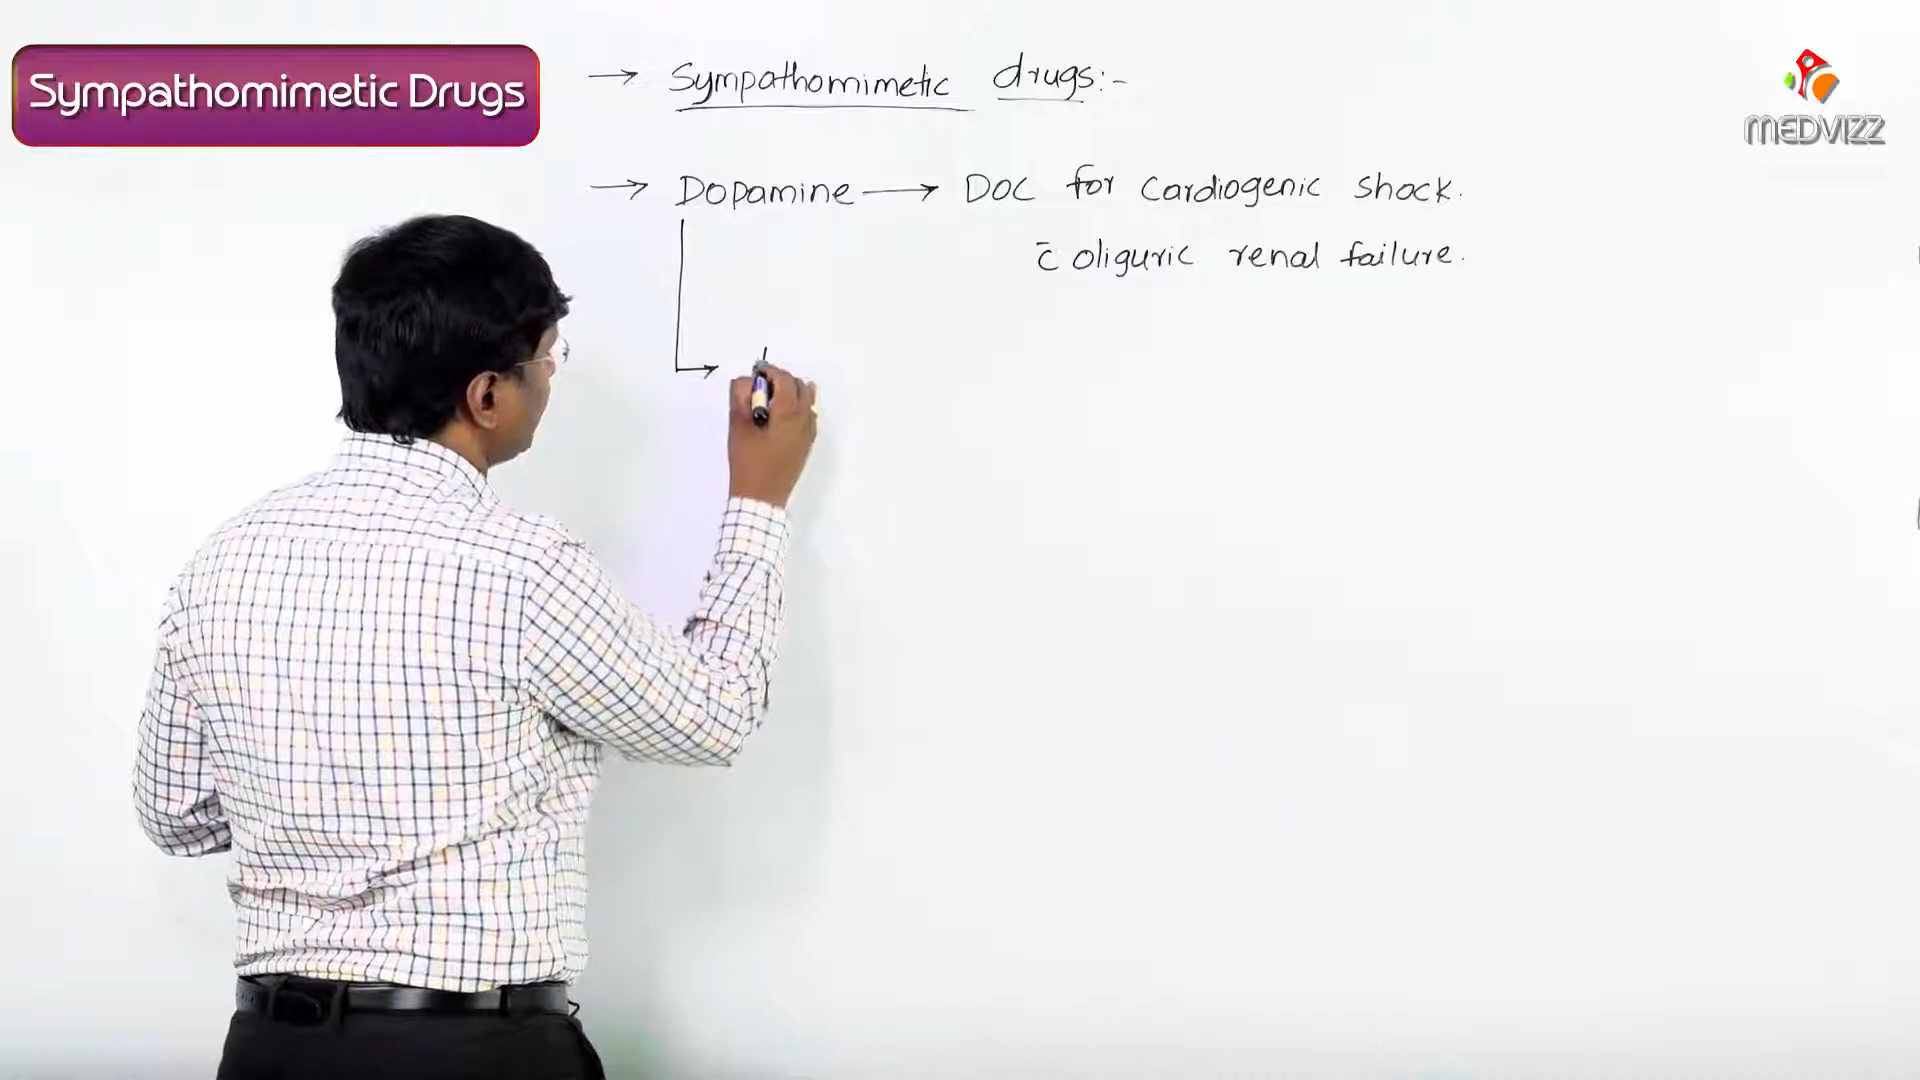 Sympathomimetic Drugs
→ Sympathomimetic drugs:-
MEDVIZZ
→ Dopamine → DOC for cardiogenic shock.
c̄ oliguric renal failure.